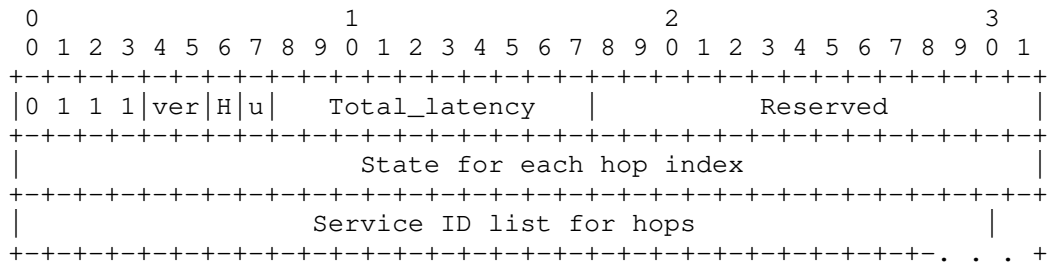 0                   1                   2                   3
 0 1 2 3 4 5 6 7 8 9 0 1 2 3 4 5 6 7 8 9 0 1 2 3 4 5 6 7 8 9 0 1
+-+-+-+-+-+-+-+-+-+-+-+-+-+-+-+-+-+-+-+-+-+-+-+-+-+-+-+-+-+-+-+-+
|0 1 1 1|ver|H|u|   Total_latency   |          Reserved         |
+-+-+-+-+-+-+-+-+-+-+-+-+-+-+-+-+-+-+-+-+-+-+-+-+-+-+-+-+-+-+-+-+
|                     State for each hop index                  |
+-+-+-+-+-+-+-+-+-+-+-+-+-+-+-+-+-+-+-+-+-+-+-+-+-+-+-+-+-+-+-+-+
|                  Service ID list for hops                  |
+-+-+-+-+-+-+-+-+-+-+-+-+-+-+-+-+-+-+-+-+-+-+-+-+-+-+-+-+-. . . +